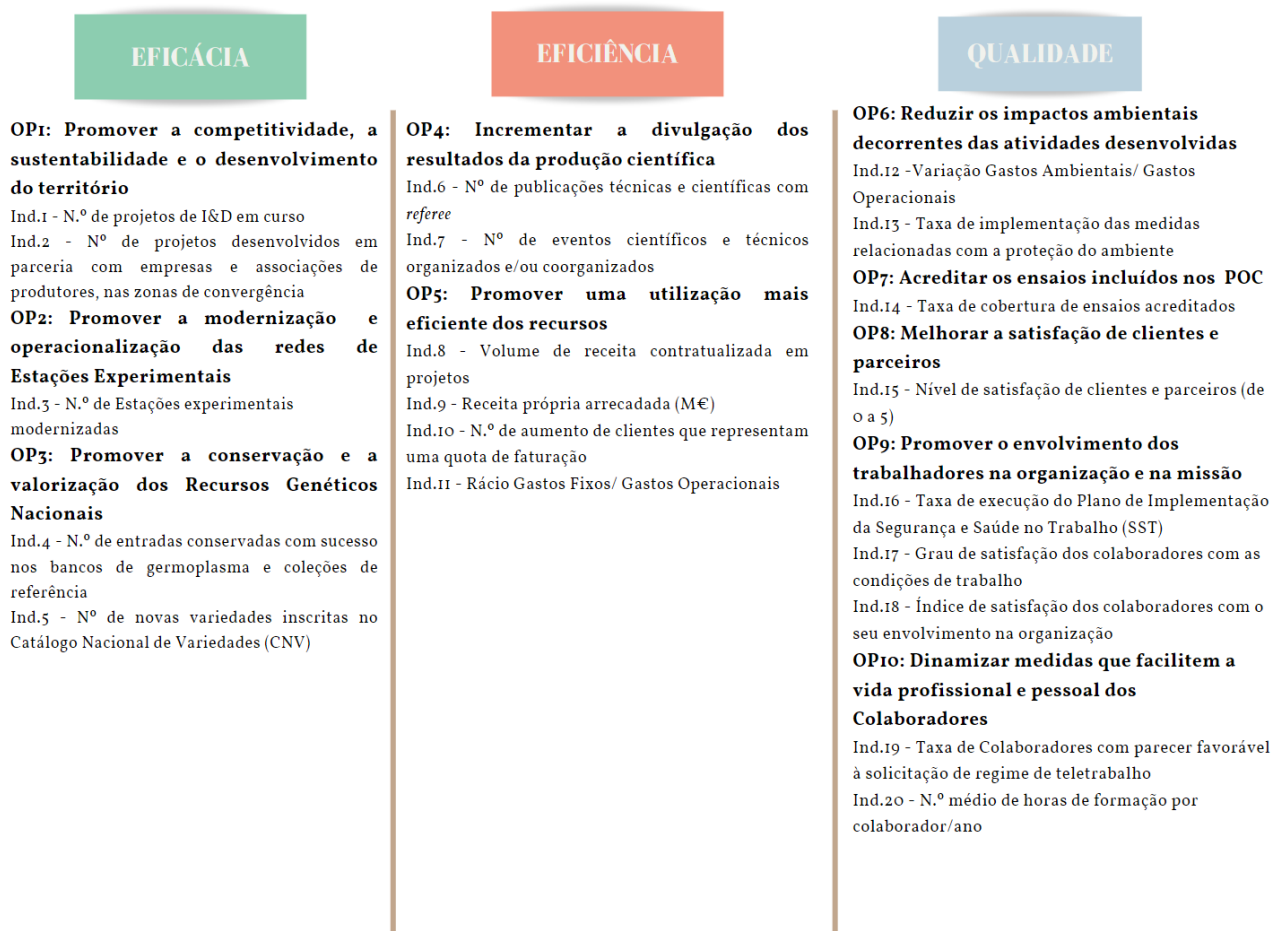 EFICÁCIA
OP1: Promover a competitividade, a
sustentabilidade e o desenvolvimento
do território
Ind.1 - N.º de projetos de I&D em curso
Ind.2 - Nº de projetos desenvolvidos em
parceria com empresas e associações de
produtores, nas zonas de convergência
OP2: Promover a modernização e
operacionalização das redes de
Estações Experimentais
Ind.3 - N.º de Estações experimentais
modernizadas
OP3: Promover a conservação e a
valorização dos Recursos Genéticos
Nacionais
Ind.4 - N.º de entradas conservadas com sucesso
nos bancos de germoplasma e coleções de
referência
Ind.5 - Nº de novas variedades inscritas no
Catálogo Nacional de Variedades (CNV)
EFICIÊNCIA
OP4: Incrementar a divulgação dos
resultados da produção científica
Ind.6 - Nº de publicações técnicas e científicas com
referee
Ind.7 - Nº de eventos científicos e técnicos
organizados e/ou coorganizados
OP5: Promover uma utilização mais
eficiente dos recursos
Ind.8 - Volume de receita contratualizada em
projetos
Ind.9 - Receita própria arrecadada (M€)
Ind.10 - N.º de aumento de clientes que representam
uma quota de faturação
Ind.11 - Rácio Gastos Fixos/ Gastos Operacionais
QUALIDADE
OP6: Reduzir os impactos ambientais
decorrentes das atividades desenvolvidas
Ind.12 -Variação Gastos Ambientais/ Gastos
Operacionais
Ind.13 - Taxa de implementação das medidas
relacionadas com a proteção do ambiente
OP7: Acreditar os ensaios incluídos nos POC
Ind.14 - Taxa de cobertura de ensaios acreditados
OP8: Melhorar a satisfação de clientes e
parceiros
Ind.15 - Nível de satisfação de clientes e parceiros (de
0 a 5)
OP9: Promover o envolvimento dos
trabalhadores na organização e na missão
Ind.16 - Taxa de execução do Plano de Implementação
da Segurança e Saúde no Trabalho (SST)
Ind.17 - Grau de satisfação dos colaboradores com as
condições de trabalho
Ind.18 - Índice de satisfação dos colaboradores com o
seu envolvimento na organização
OP10: Dinamizar medidas que facilitem a
vida profissional e pessoal dos
Colaboradores
Ind.19 - Taxa de Colaboradores com parecer favorável
à solicitação de regime de teletrabalho
Ind.20 - N.º médio de horas de formação por
colaborador/ano